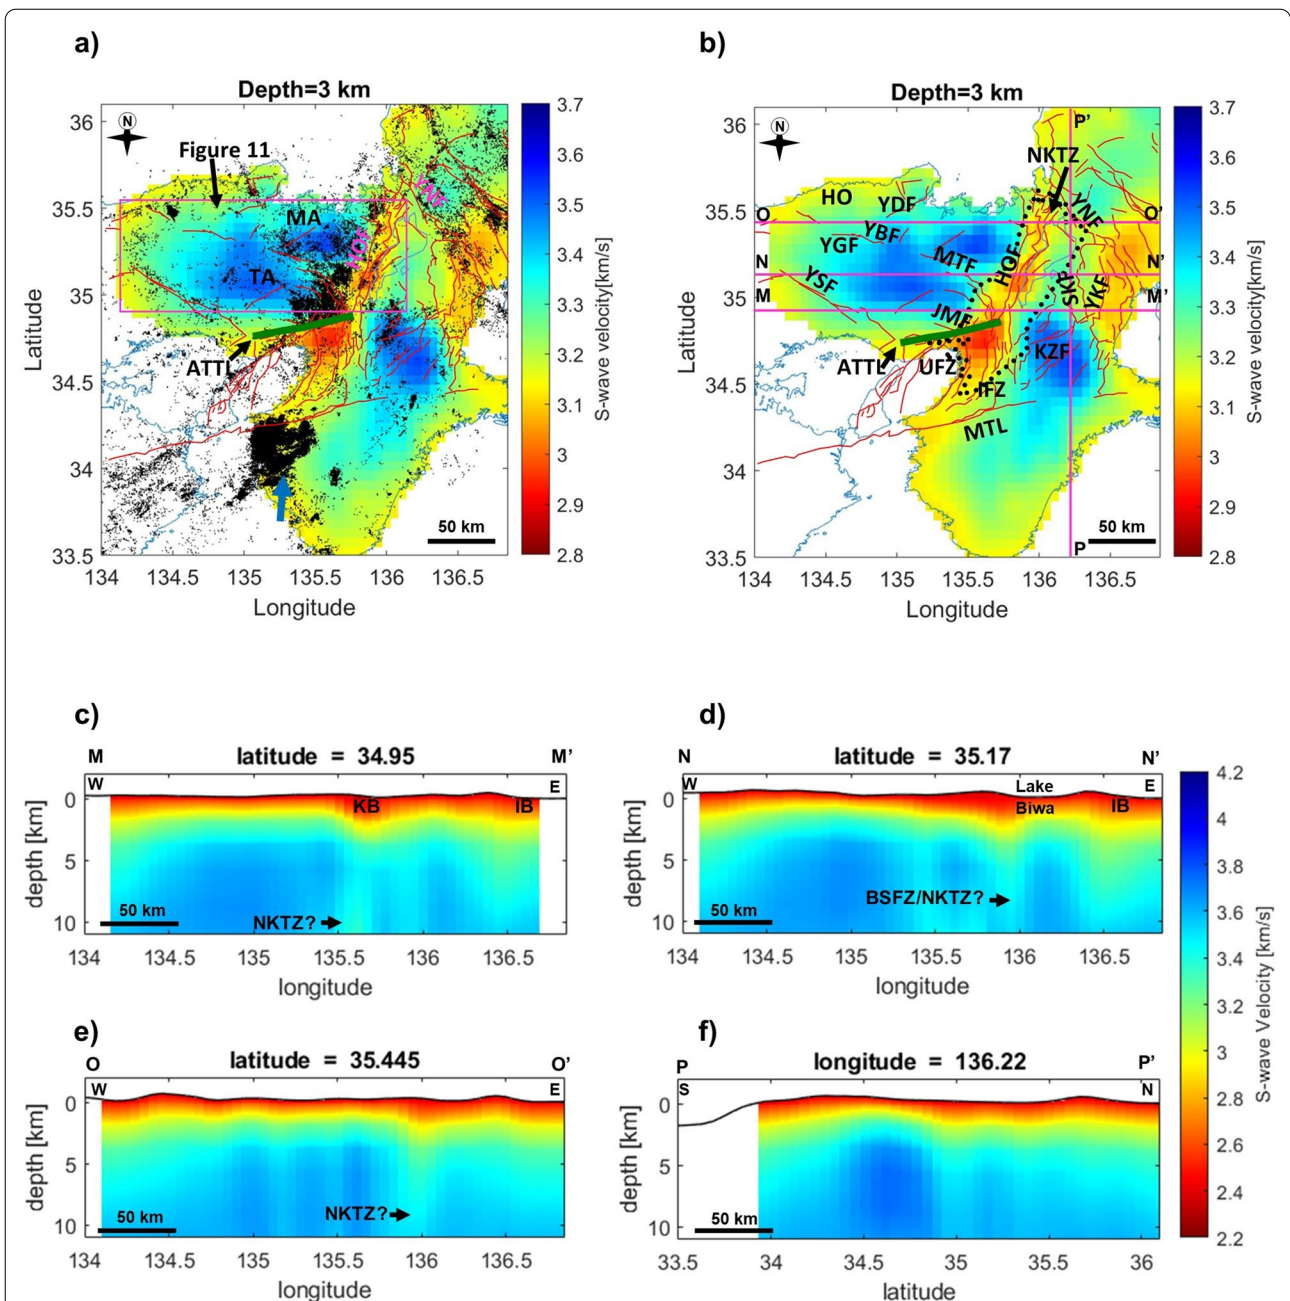 a)
Depth=3 km
N
Figure 11
MA
TA
HOF
YNF
ATTL
50 km
36
35.5
35
34.5
34
33.5
Latitude
134 134.5 135 135.5 136 136.5
Longitude
3.7
3.6
3.5
3.4
3.3
3.2
3.1
3
2.9
2.8
S-wave velocity[km/s]
b)
Depth=3 km
N
P'
NKTZ
HO
YDF
YNF
O
O'
YBF
YGF
MTF
HOF
N
N'
YSF
SKF
YKF
M
M'
JMF
ATTL
UFZ
KZF
IFZ
MTL
50 km
P
36
35.5
35
34.5
34
33.5
Latitude
134 134.5 135 135.5 136 136.5
Longitude
3.7
3.6
3.5
3.4
3.3
3.2
3.1
3
2.9
2.8
S-wave velocity[km/s]
c)
M
latitude = 34.95
M'
W
E
KB
IB
NKTZ?
50 km
0
5
10
depth [km]
134 134.5 135 135.5 136 136.5
longitude
d)
N
latitude = 35.17
N'
W
Lake
Biwa
E
IB
BSFZ/NKTZ?
50 km
0
5
10
depth [km]
134 134.5 135 135.5 136 136.5
longitude
e)
O
latitude = 35.445
O'
W
E
NKTZ?
50 km
0
5
10
depth [km]
134 134.5 135 135.5 136 136.5
longitude
f)
P
longitude = 136.22
P'
S
N
50 km
0
5
10
depth [km]
33.5 34 34.5 35 35.5 36
latitude
4.2
4
3.8
3.6
3.4
3.2
3
2.8
2.6
2.4
2.2
S-wave Velocity [km/s]